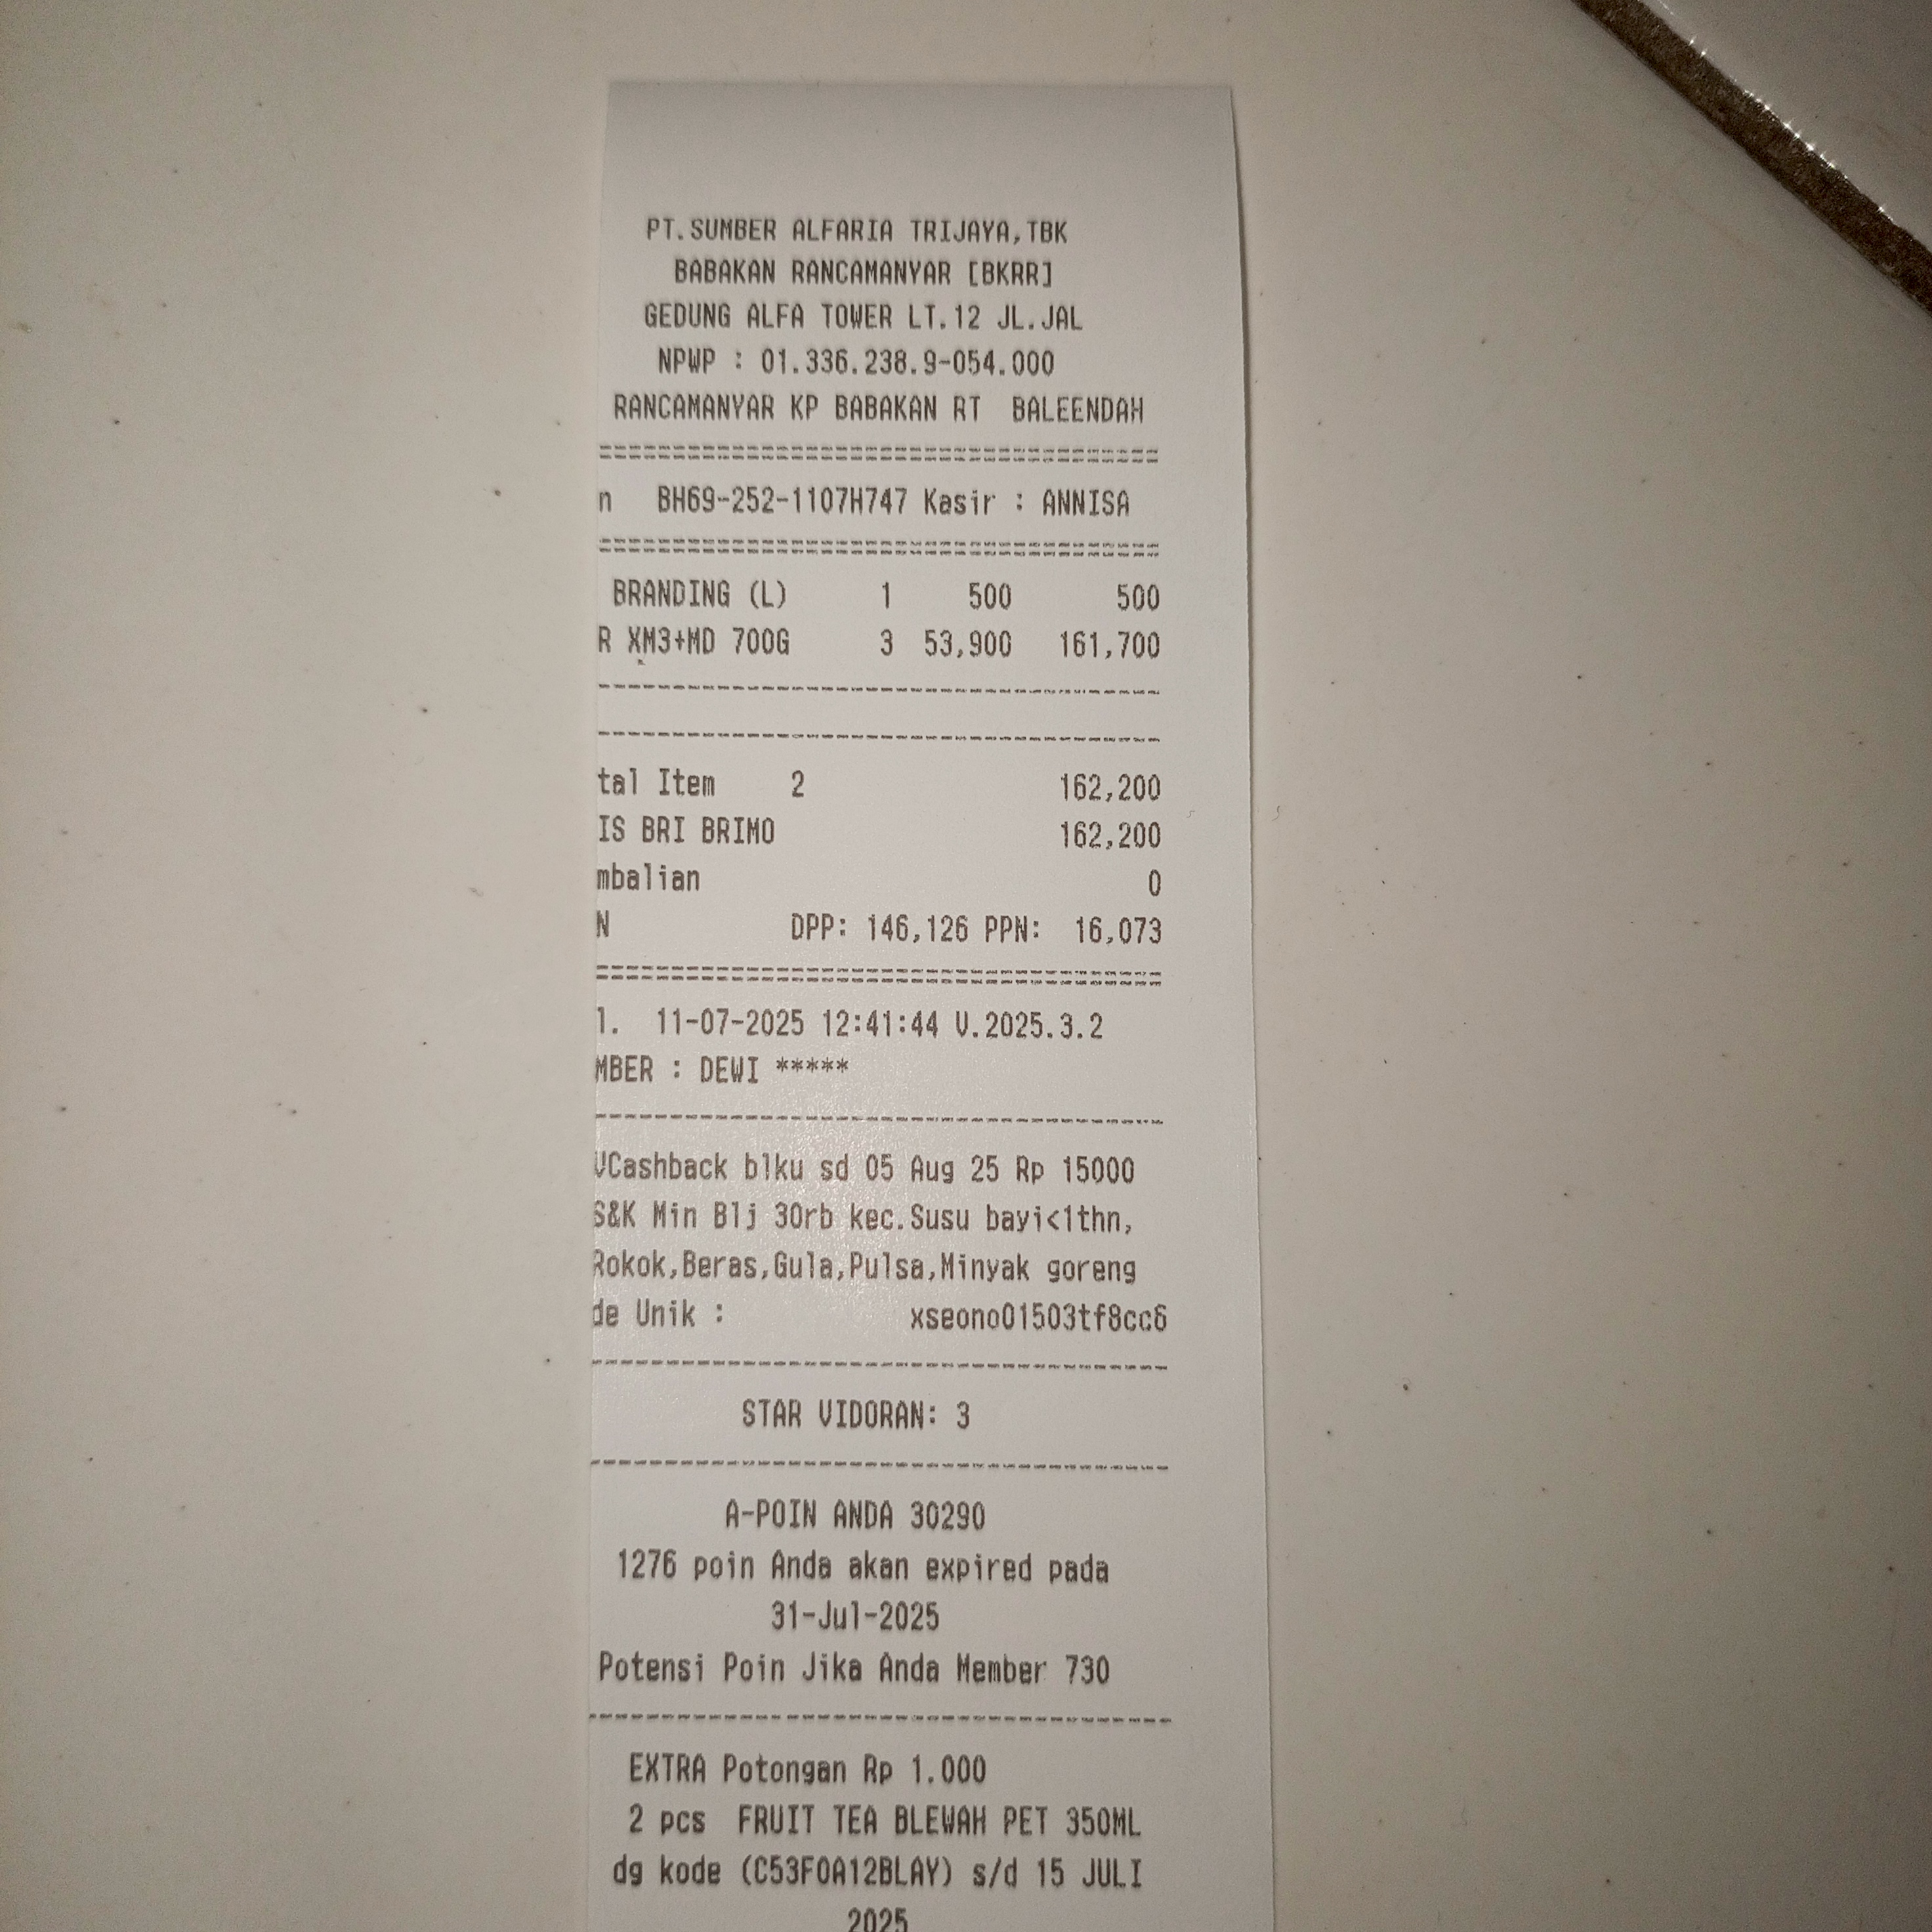 PT.SUMBER ALFARIA TRIJAYA,TBK
BABAKAN RANCAMANYAR [BKRR]
GEDUNG ALFA TOWER LT.12 JL.JAL
NPWP : 01.336.238.9-054.000
RANCAMANYAR KP BABAKAN RT BALEENDAH
n BH69-252-1107H747 Kasir : ANNISA
BRANDING (L) 1 500 500
R XM3+MD 700G 3 53,900 161,700
tal Item 2 162,200
IS BRI BRIMO 162,200
mbalian 0
N DPP: 146,126 PPN: 16,073
l. 11-07-2025 12:41:44 V.2025.3.2
MBER : DEWI *****
VCashback blku sd 05 Aug 25 Rp 15000
S&K Min Blj 30rb kec.Susu bayi<1thn,
Rokok,Beras,Gula,Pulsa,Minyak goreng
de Unik : xseono01503tf8cc6
STAR VIDORAN: 3
A-POIN ANDA 30290
1276 poin Anda akan expired pada
31-Jul-2025
Potensi Poin Jika Anda Member 730
EXTRA Potongan Rp 1.000
2 pcs FRUIT TEA BLEWAH PET 350ML
dg kode (C53F0A12BLAY) s/d 15 JULI
2025